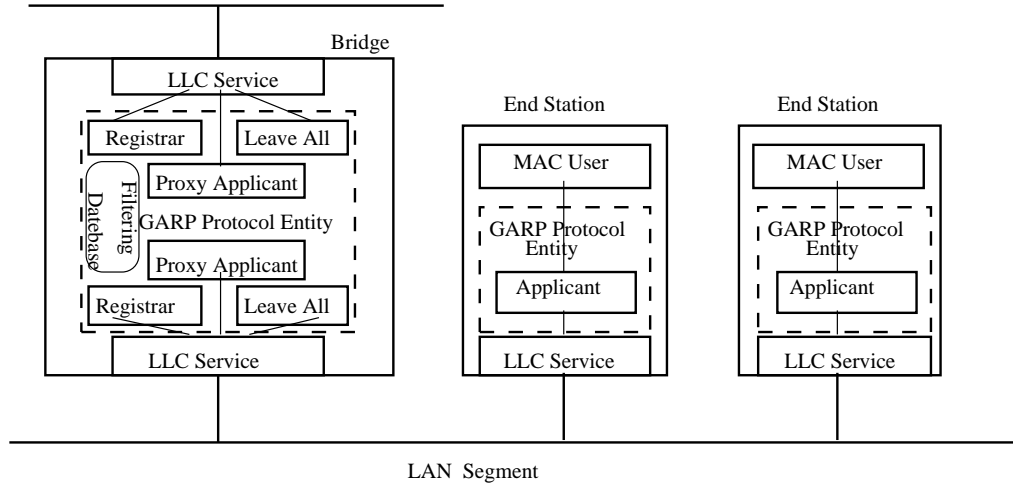 Bridge
LLC Service
Registrar
Leave All
Proxy Applicant
Filtering
Datebase
GARP Protocol Entity
Proxy Applicant
Registrar
Leave All
LLC Service
End Station
MAC User
GARP Protocol
Entity
Applicant
LLC Service
End Station
MAC User
GARP Protocol
Entity
Applicant
LLC Service
LAN Segment